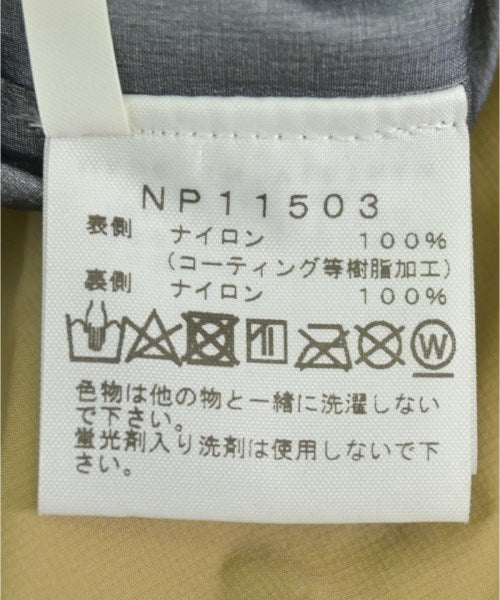 NP11503
表側 ナイロン 100%
(コーティング等樹脂加工)
裏側 ナイロン 100%
W
色物は他の物と一緒に洗濯しない
で下さい。
蛍光剤入り洗剤は使用しないで下
さい。